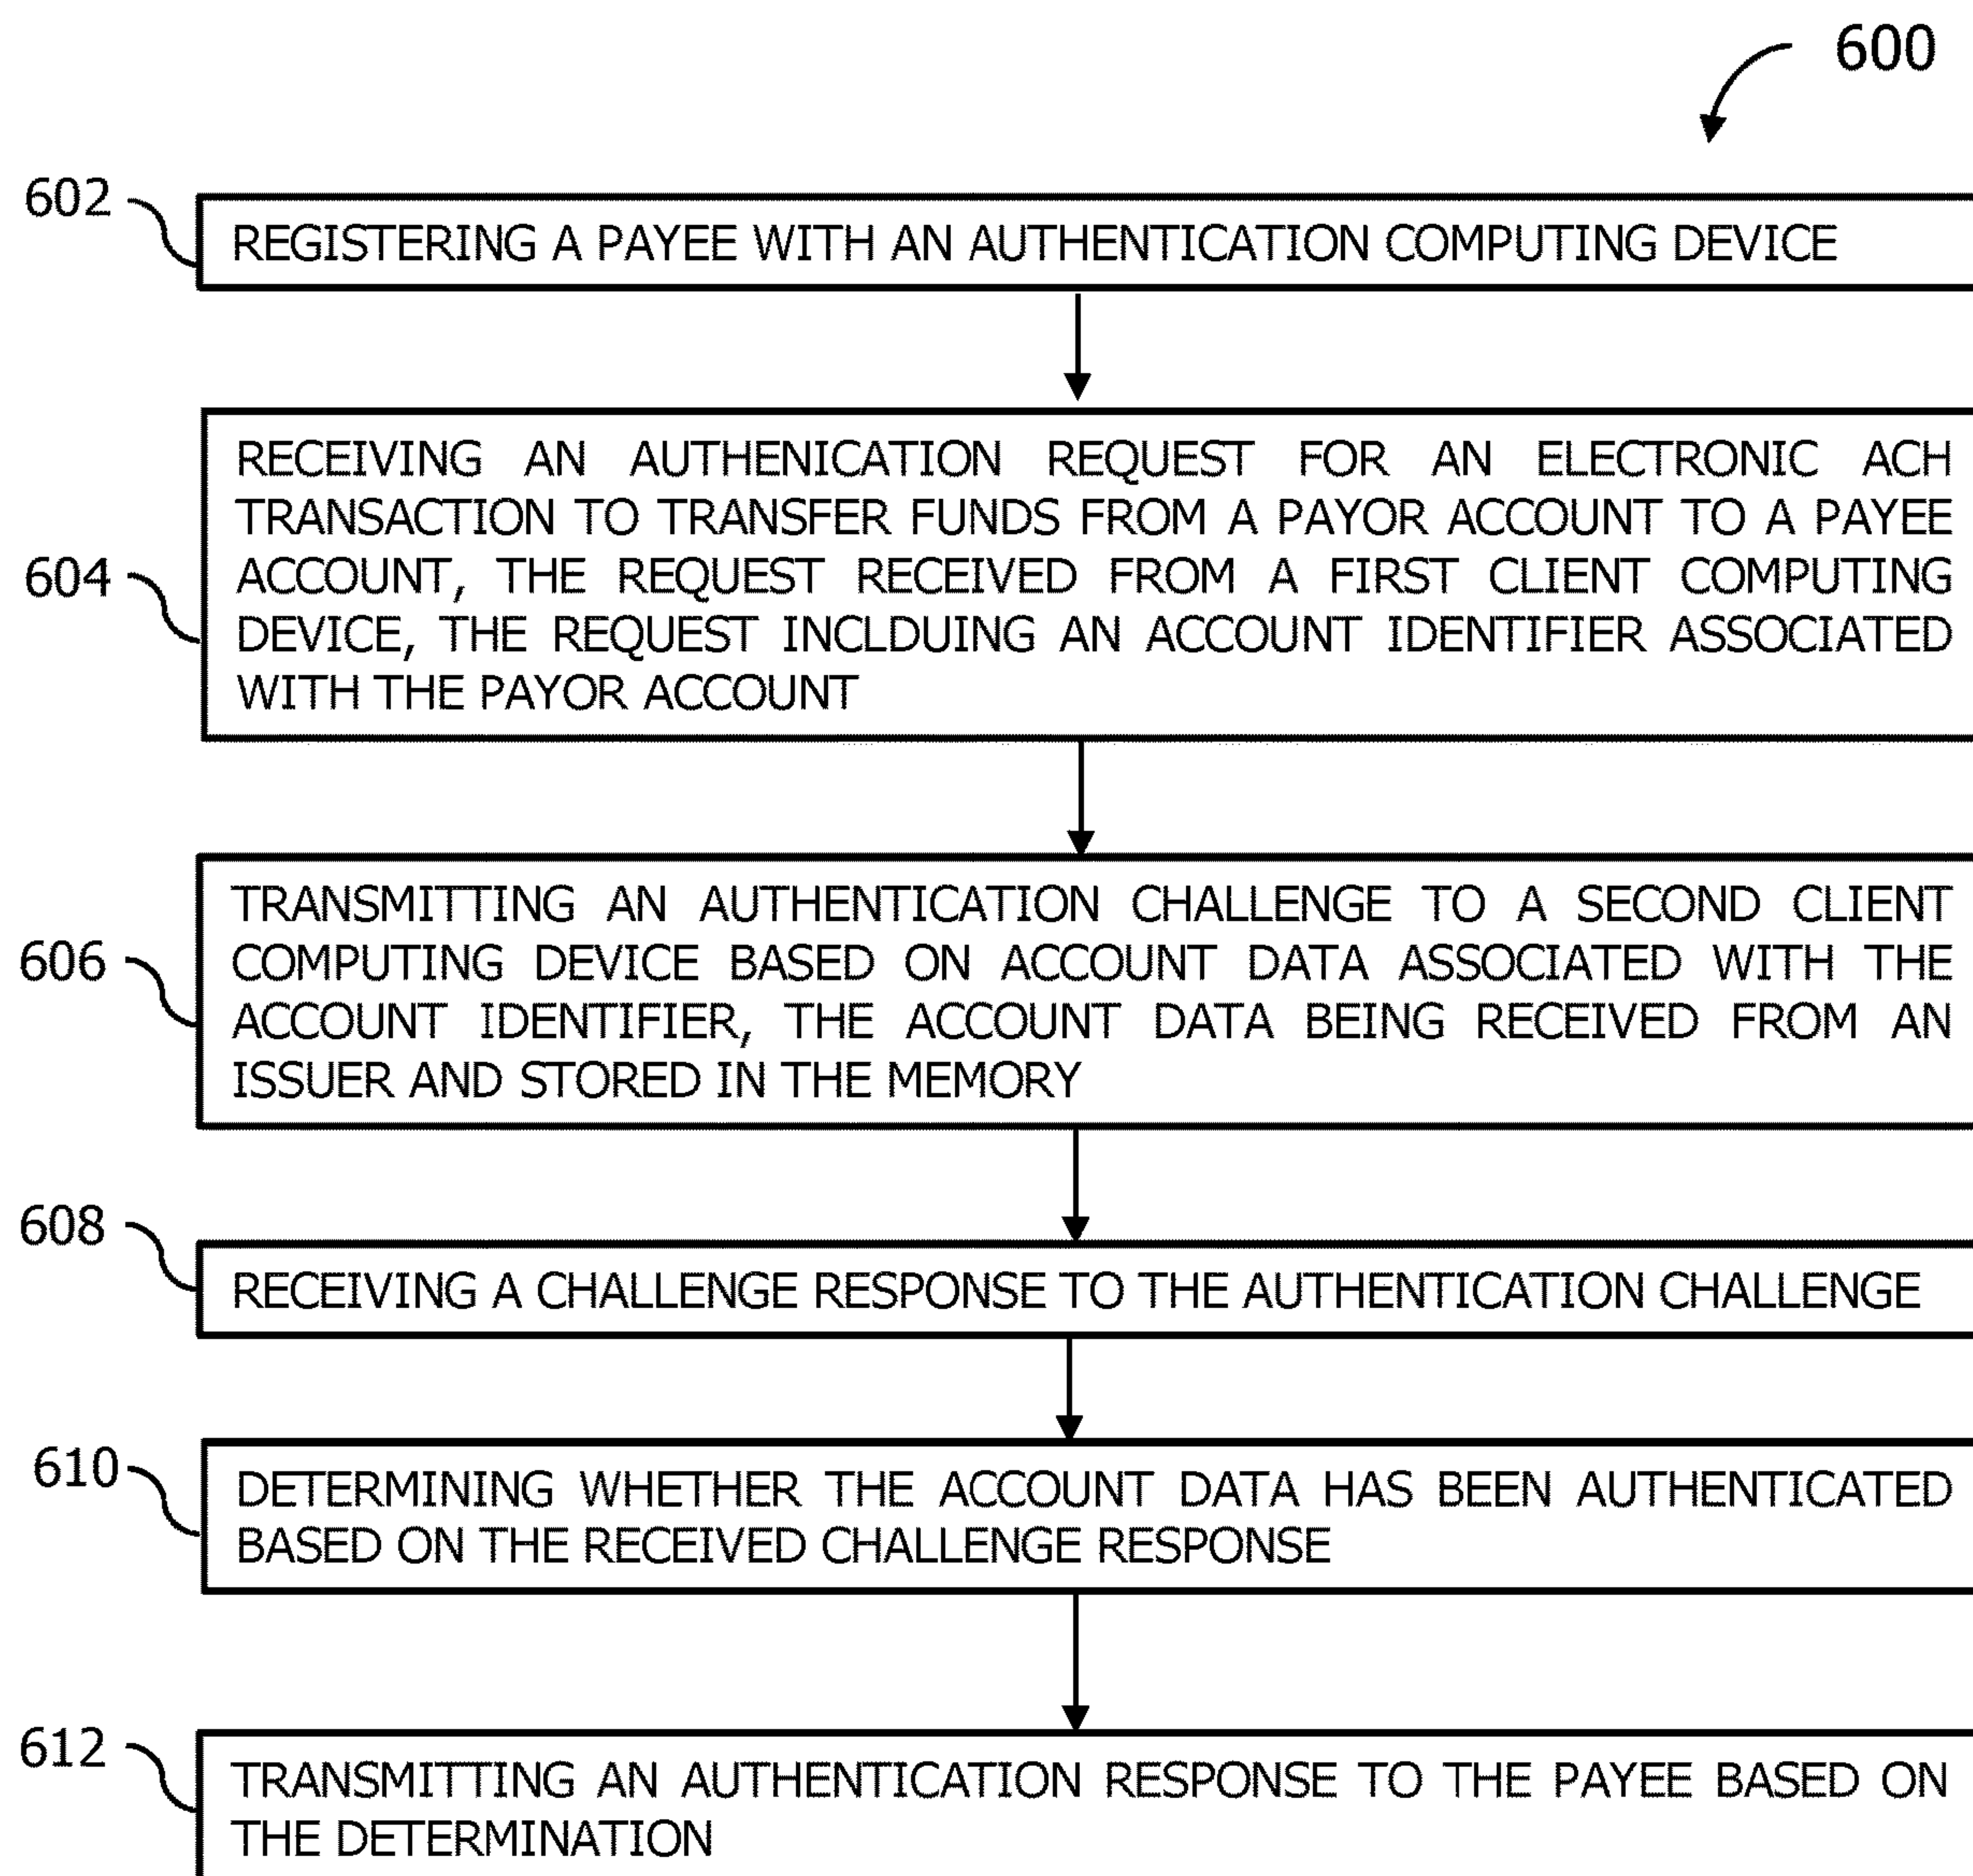 600
602
REGISTERING A PAYEE WITH AN AUTHENTICATION COMPUTING DEVICE
604
RECEIVING AN AUTHENICATION REQUEST FOR AN ELECTRONIC ACH
TRANSACTION TO TRANSFER FUNDS FROM A PAYOR ACCOUNT TO A PAYEE
ACCOUNT, THE REQUEST RECEIVED FROM A FIRST CLIENT COMPUTING
DEVICE, THE REQUEST INCLDUING AN ACCOUNT IDENTIFIER ASSOCIATED
WITH THE PAYOR ACCOUNT
606
TRANSMITTING AN AUTHENTICATION CHALLENGE TO A SECOND CLIENT
COMPUTING DEVICE BASED ON ACCOUNT DATA ASSOCIATED WITH THE
ACCOUNT IDENTIFIER, THE ACCOUNT DATA BEING RECEIVED FROM AN
ISSUER AND STORED IN THE MEMORY
608
RECEIVING A CHALLENGE RESPONSE TO THE AUTHENTICATION CHALLENGE
610
DETERMINING WHETHER THE ACCOUNT DATA HAS BEEN AUTHENTICATED
BASED ON THE RECEIVED CHALLENGE RESPONSE
612
TRANSMITTING AN AUTHENTICATION RESPONSE TO THE PAYEE BASED ON
THE DETERMINATION